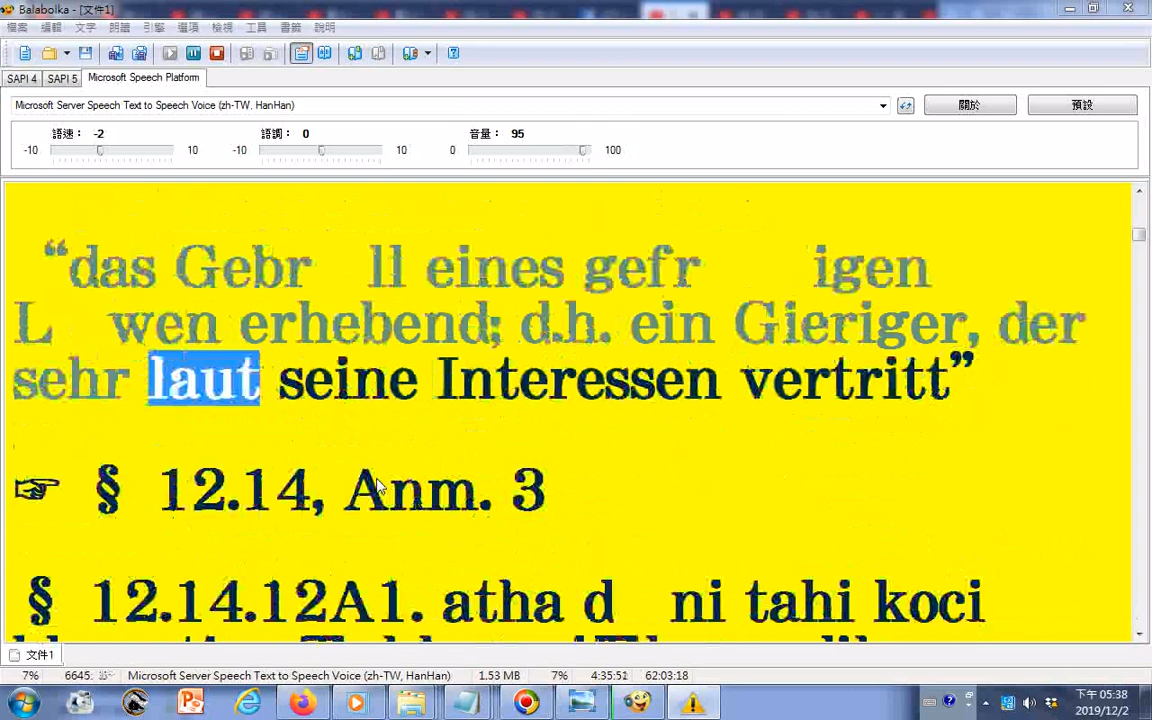 Balabolka - [文件1]
檔案 編輯 文字 朗讀 引擎 選項 檢視 工具 書籤 說明
SAPI 4 SAPI 5 Microsoft Speech Platform
Microsoft Server Speech Text to Speech Voice (zh-TW, HanHan) 關於 預設
語速： -2 語調： 0 音量： 95
-10 10 -10 10 0 100
“das Gebr ll eines gefr igen
L wen erhebend; d.h. ein Gieriger, der
sehr laut seine Interessen vertritt”
☞ § 12.14, Anm. 3
§ 12.14.12A1. atha d ni tahi koci
文件1
7% 6645. Microsoft Server Speech Text to Speech Voice (zh-TW, HanHan) 1.53 MB 7% 4:35:51 62:03:18
下午 05:38
2019/12/2